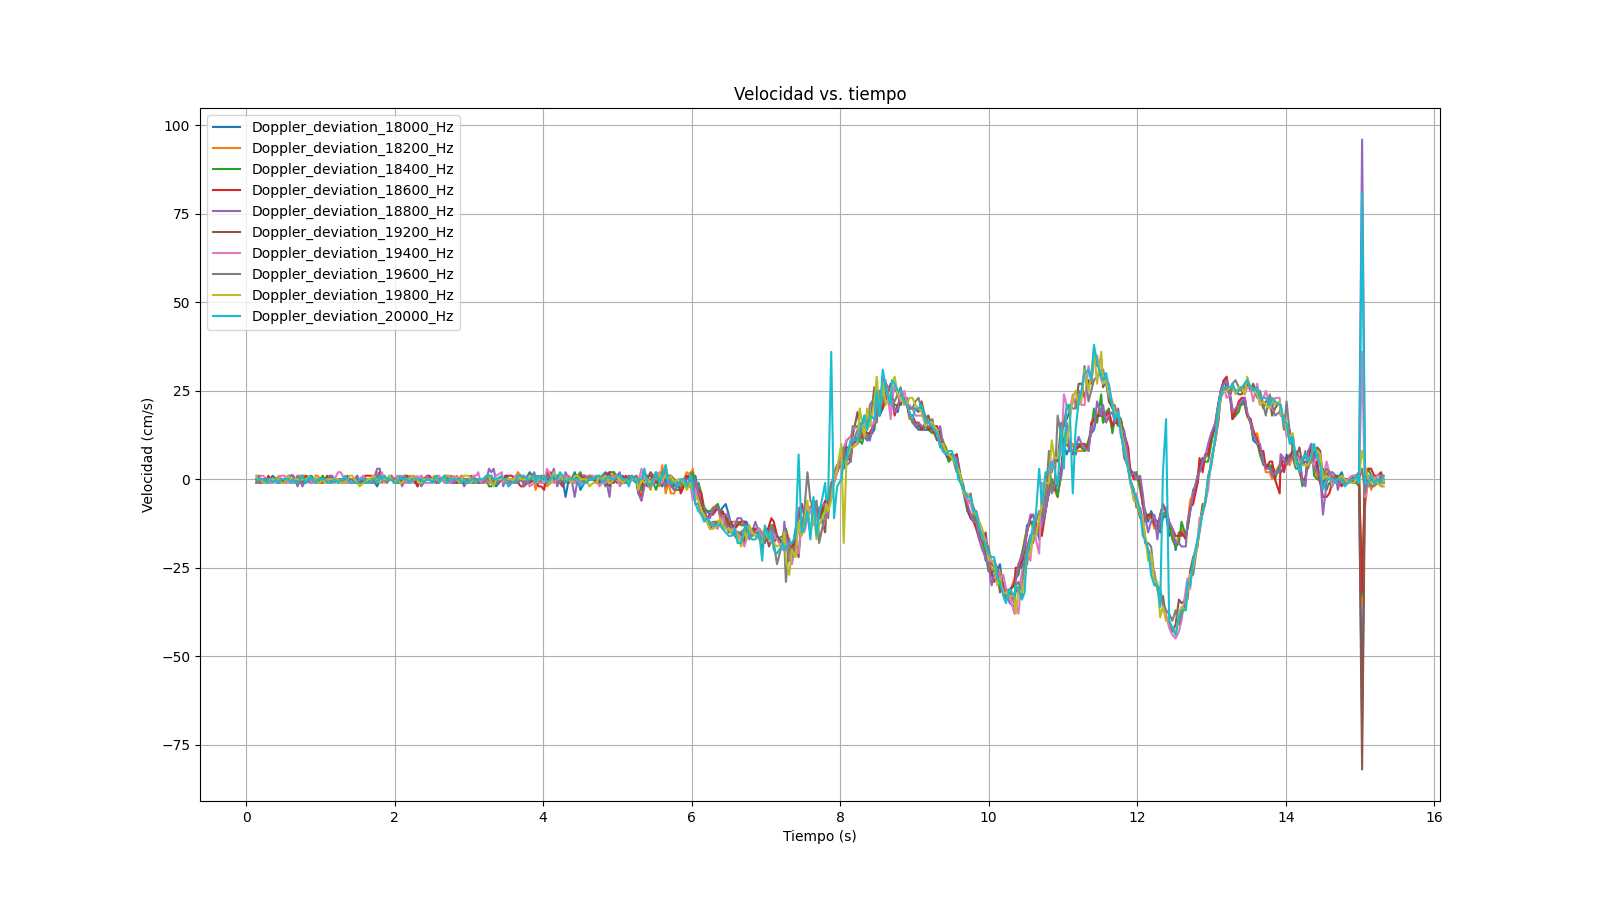 Velocidad vs. tiempo
100
75
50
25
0
−25
−50
−75
Velocidad (cm/s)
Doppler_deviation_18000_Hz
Doppler_deviation_18200_Hz
Doppler_deviation_18400_Hz
Doppler_deviation_18600_Hz
Doppler_deviation_18800_Hz
Doppler_deviation_19200_Hz
Doppler_deviation_19400_Hz
Doppler_deviation_19600_Hz
Doppler_deviation_19800_Hz
Doppler_deviation_20000_Hz
0 2 4 6 8 10 12 14 16
Tiempo (s)